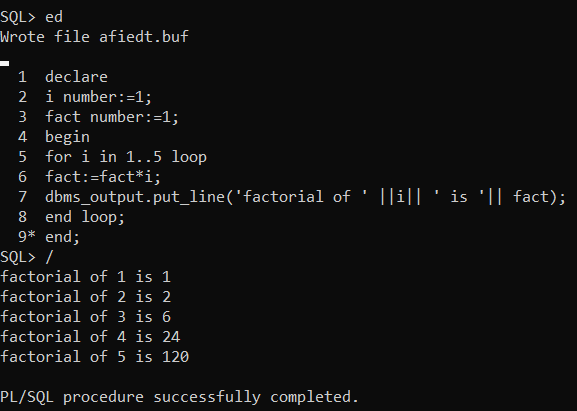 SQL> ed
Wrote file afiedt.buf
1 declare
2 i number:=1;
3 fact number:=1;
4 begin
5 for i in 1..5 loop
6 fact:=fact*i;
7 dbms_output.put_line('factorial of ' ||i|| ' is '|| fact);
8 end loop;
9* end;
SQL> /
factorial of 1 is 1
factorial of 2 is 2
factorial of 3 is 6
factorial of 4 is 24
factorial of 5 is 120
PL/SQL procedure successfully completed.